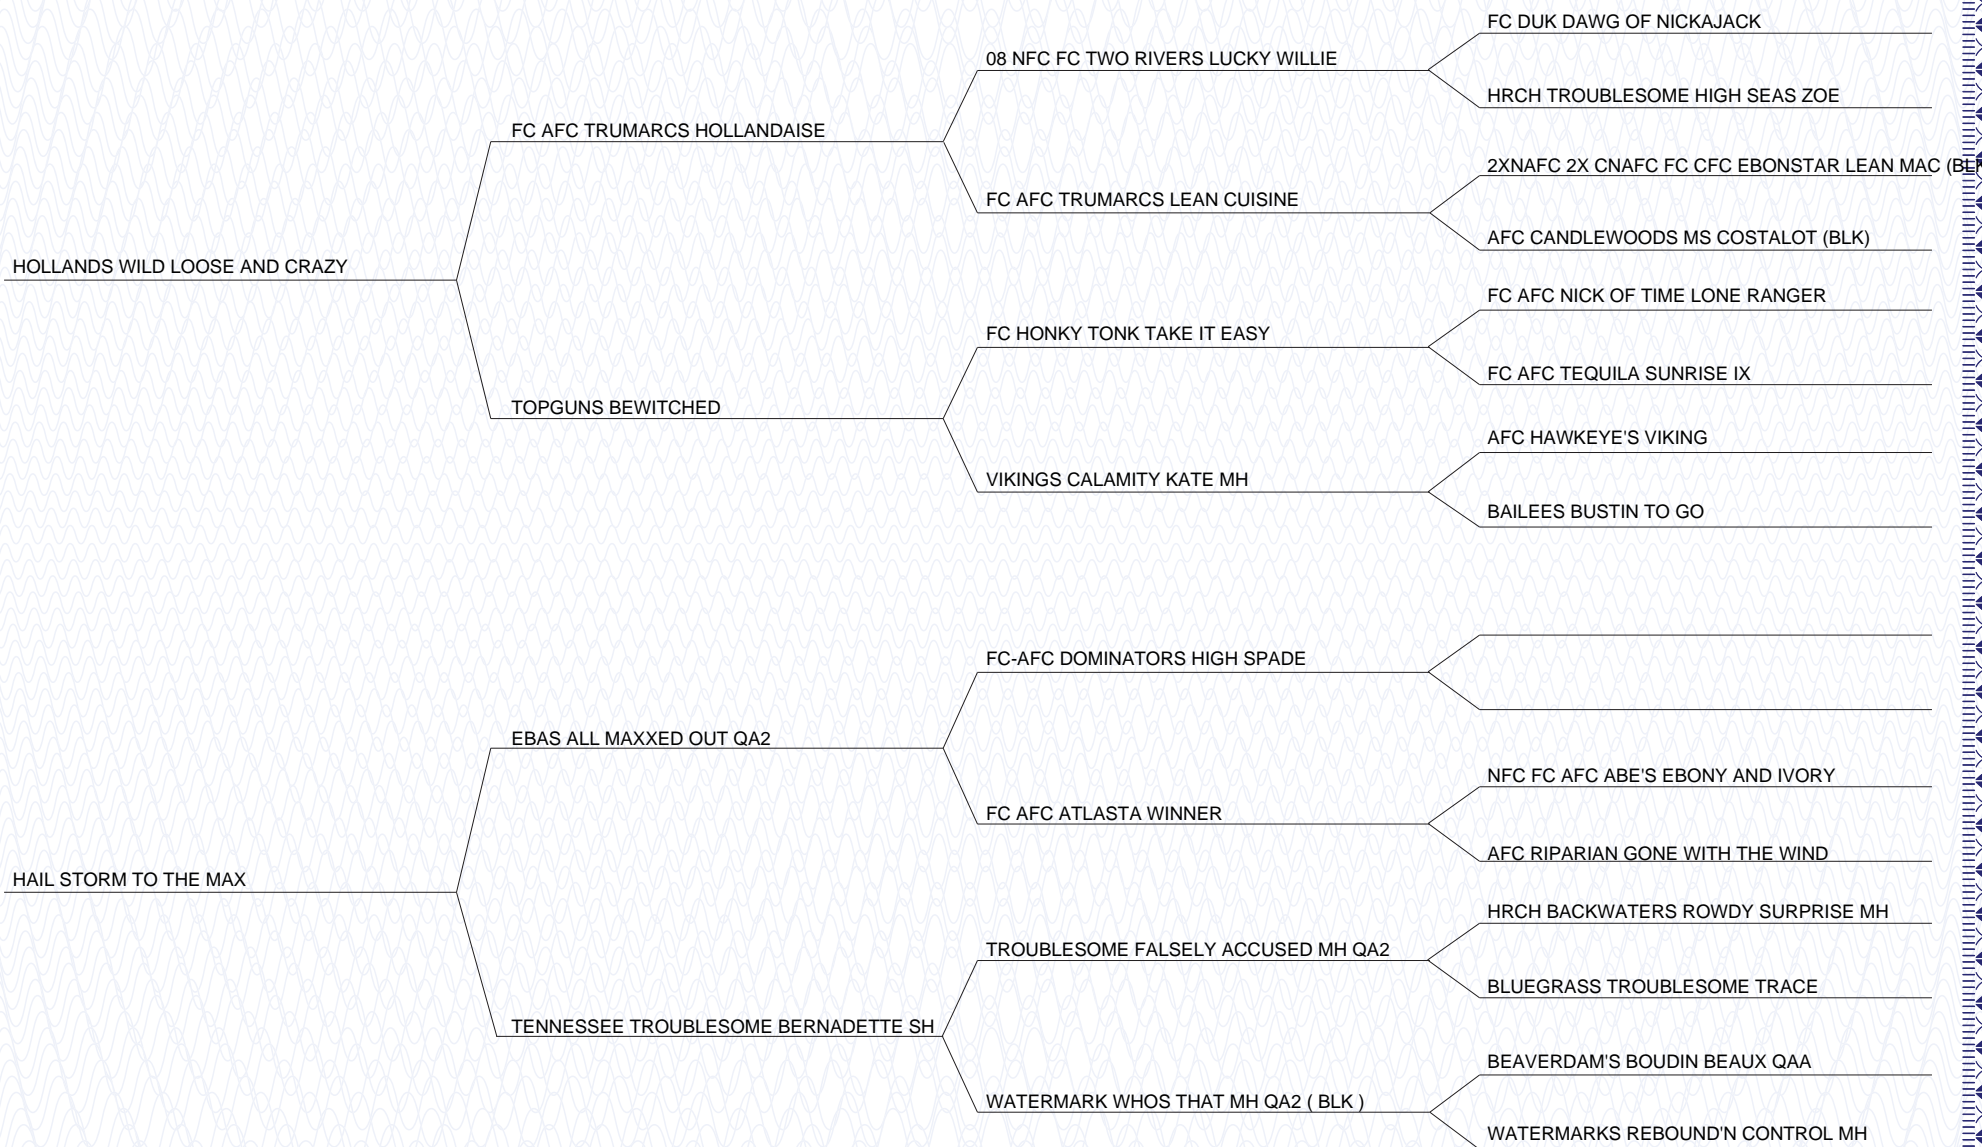 FC DUK DAWG OF NICKAJACK
08 NFC FC TWO RIVERS LUCKY WILLIE
HRCH TROUBLESOME HIGH SEAS ZOE
FC AFC TRUMARCS HOLLANDAISE
2XNAFC 2X CNAFC FC CFC EBONSTAR LEAN MAC (BLK
FC AFC TRUMARCS LEAN CUISINE
AFC CANDLEWOODS MS COSTALOT (BLK)
HOLLANDS WILD LOOSE AND CRAZY
FC AFC NICK OF TIME LONE RANGER
FC HONKY TONK TAKE IT EASY
FC AFC TEQUILA SUNRISE IX
TOPGUNS BEWITCHED
AFC HAWKEYE'S VIKING
VIKINGS CALAMITY KATE MH
BAILEES BUSTIN TO GO
FC-AFC DOMINATORS HIGH SPADE
EBAS ALL MAXXED OUT QA2
NFC FC AFC ABE'S EBONY AND IVORY
FC AFC ATLASTA WINNER
AFC RIPARIAN GONE WITH THE WIND
HAIL STORM TO THE MAX
HRCH BACKWATERS ROWDY SURPRISE MH
TROUBLESOME FALSELY ACCUSED MH QA2
BLUEGRASS TROUBLESOME TRACE
TENNESSEE TROUBLESOME BERNADETTE SH
BEAVERDAM'S BOUDIN BEAUX QAA
WATERMARK WHOS THAT MH QA2 ( BLK )
WATERMARKS REBOUND'N CONTROL MH